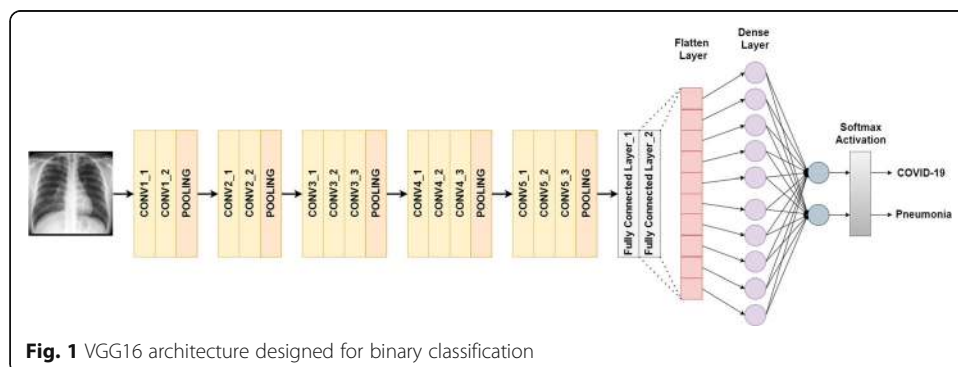 Flatten
Layer
Dense
Layer
CONV1_1
CONV1_2
POOLING
CONV2_1
CONV2_2
POOLING
CONV3_1
CONV3_2
CONV3_3
POOLING
CONV4_1
CONV4_2
CONV4_3
POOLING
CONV5_1
CONV5_2
CONV5_3
POOLING
Fully Connected Layer_1
Fully Connected Layer_2
Softmax
Activation
COVID-19
Pneumonia
Fig. 1 VGG16 architecture designed for binary classification